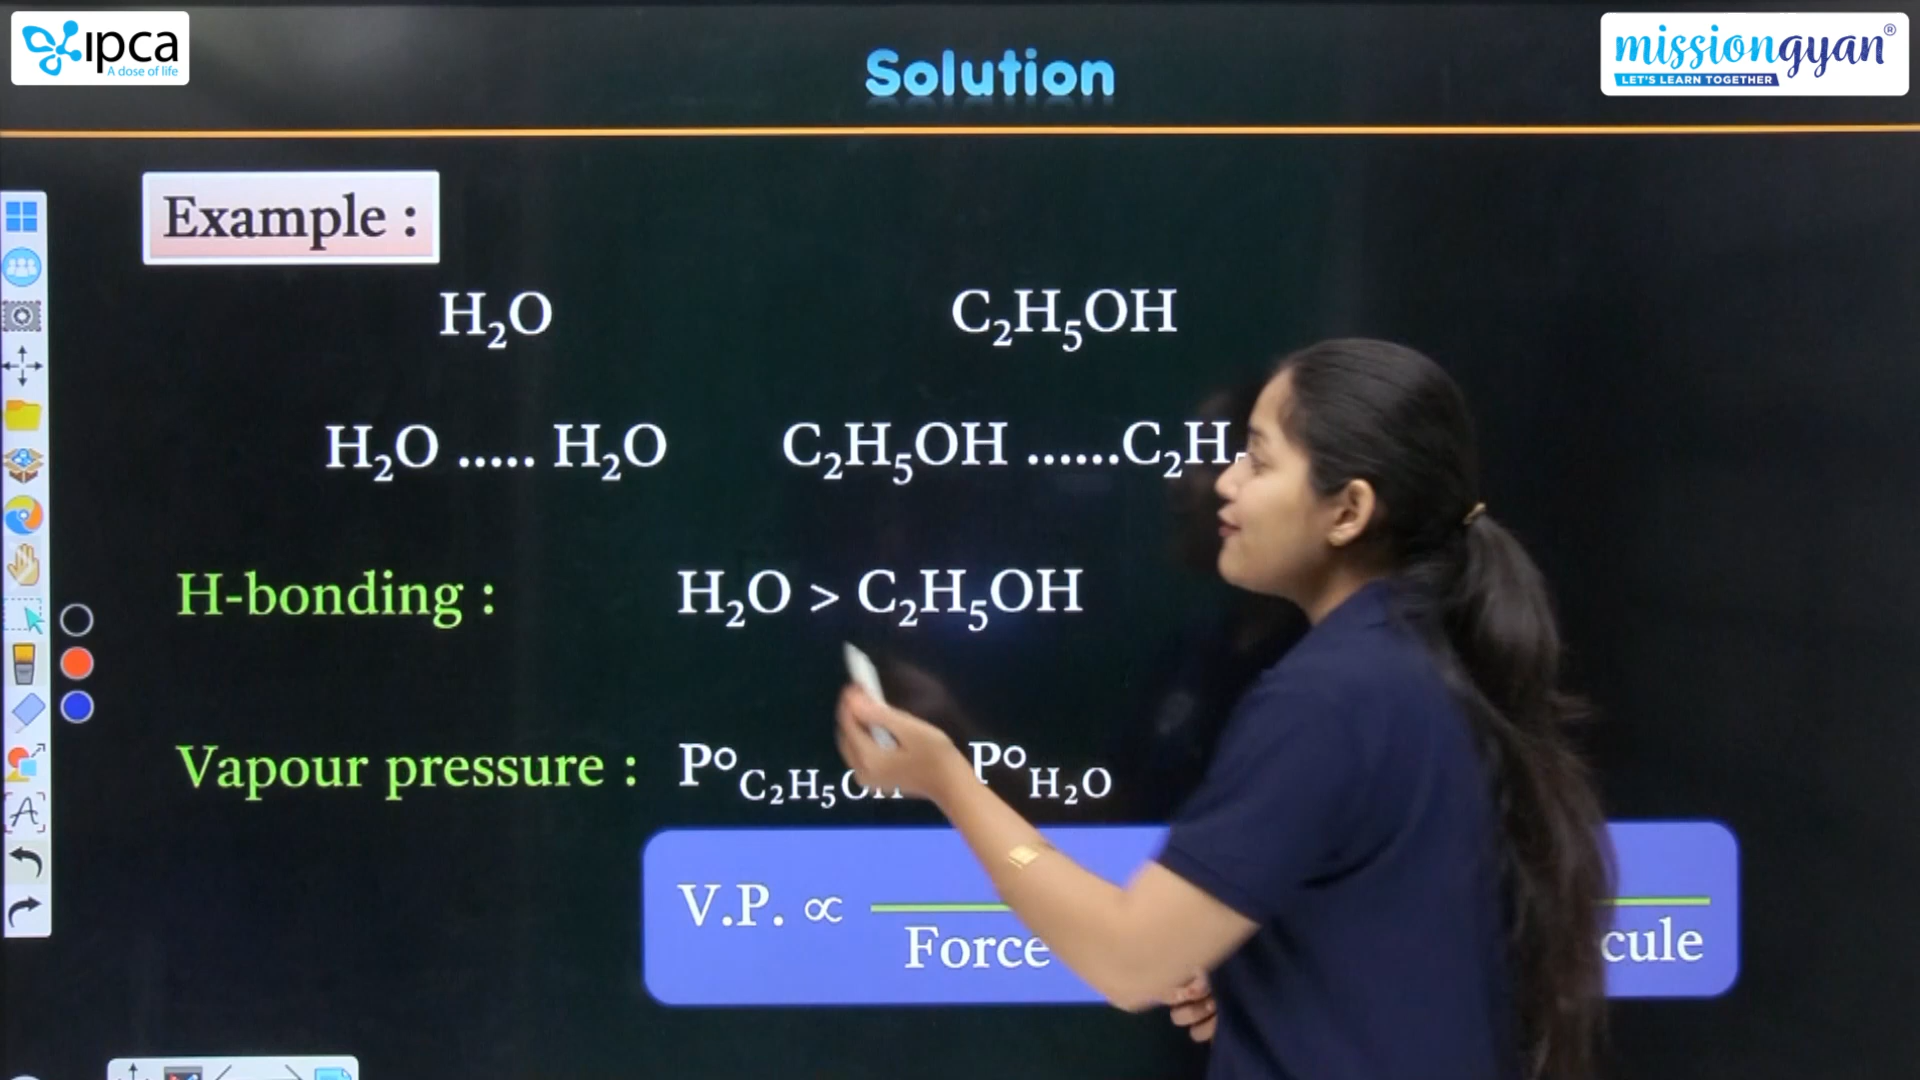 ipca
A dose of life
Solution
missiongyan®
LET'S LEARN TOGETHER
Example :
H₂O C₂H₅OH
H₂O ..... H₂O C₂H₅OH ......C₂H
H-bonding : H₂O > C₂H₅OH
Vapour pressure : P°C₂H₅OH P°H₂O
V.P. ∝
Force